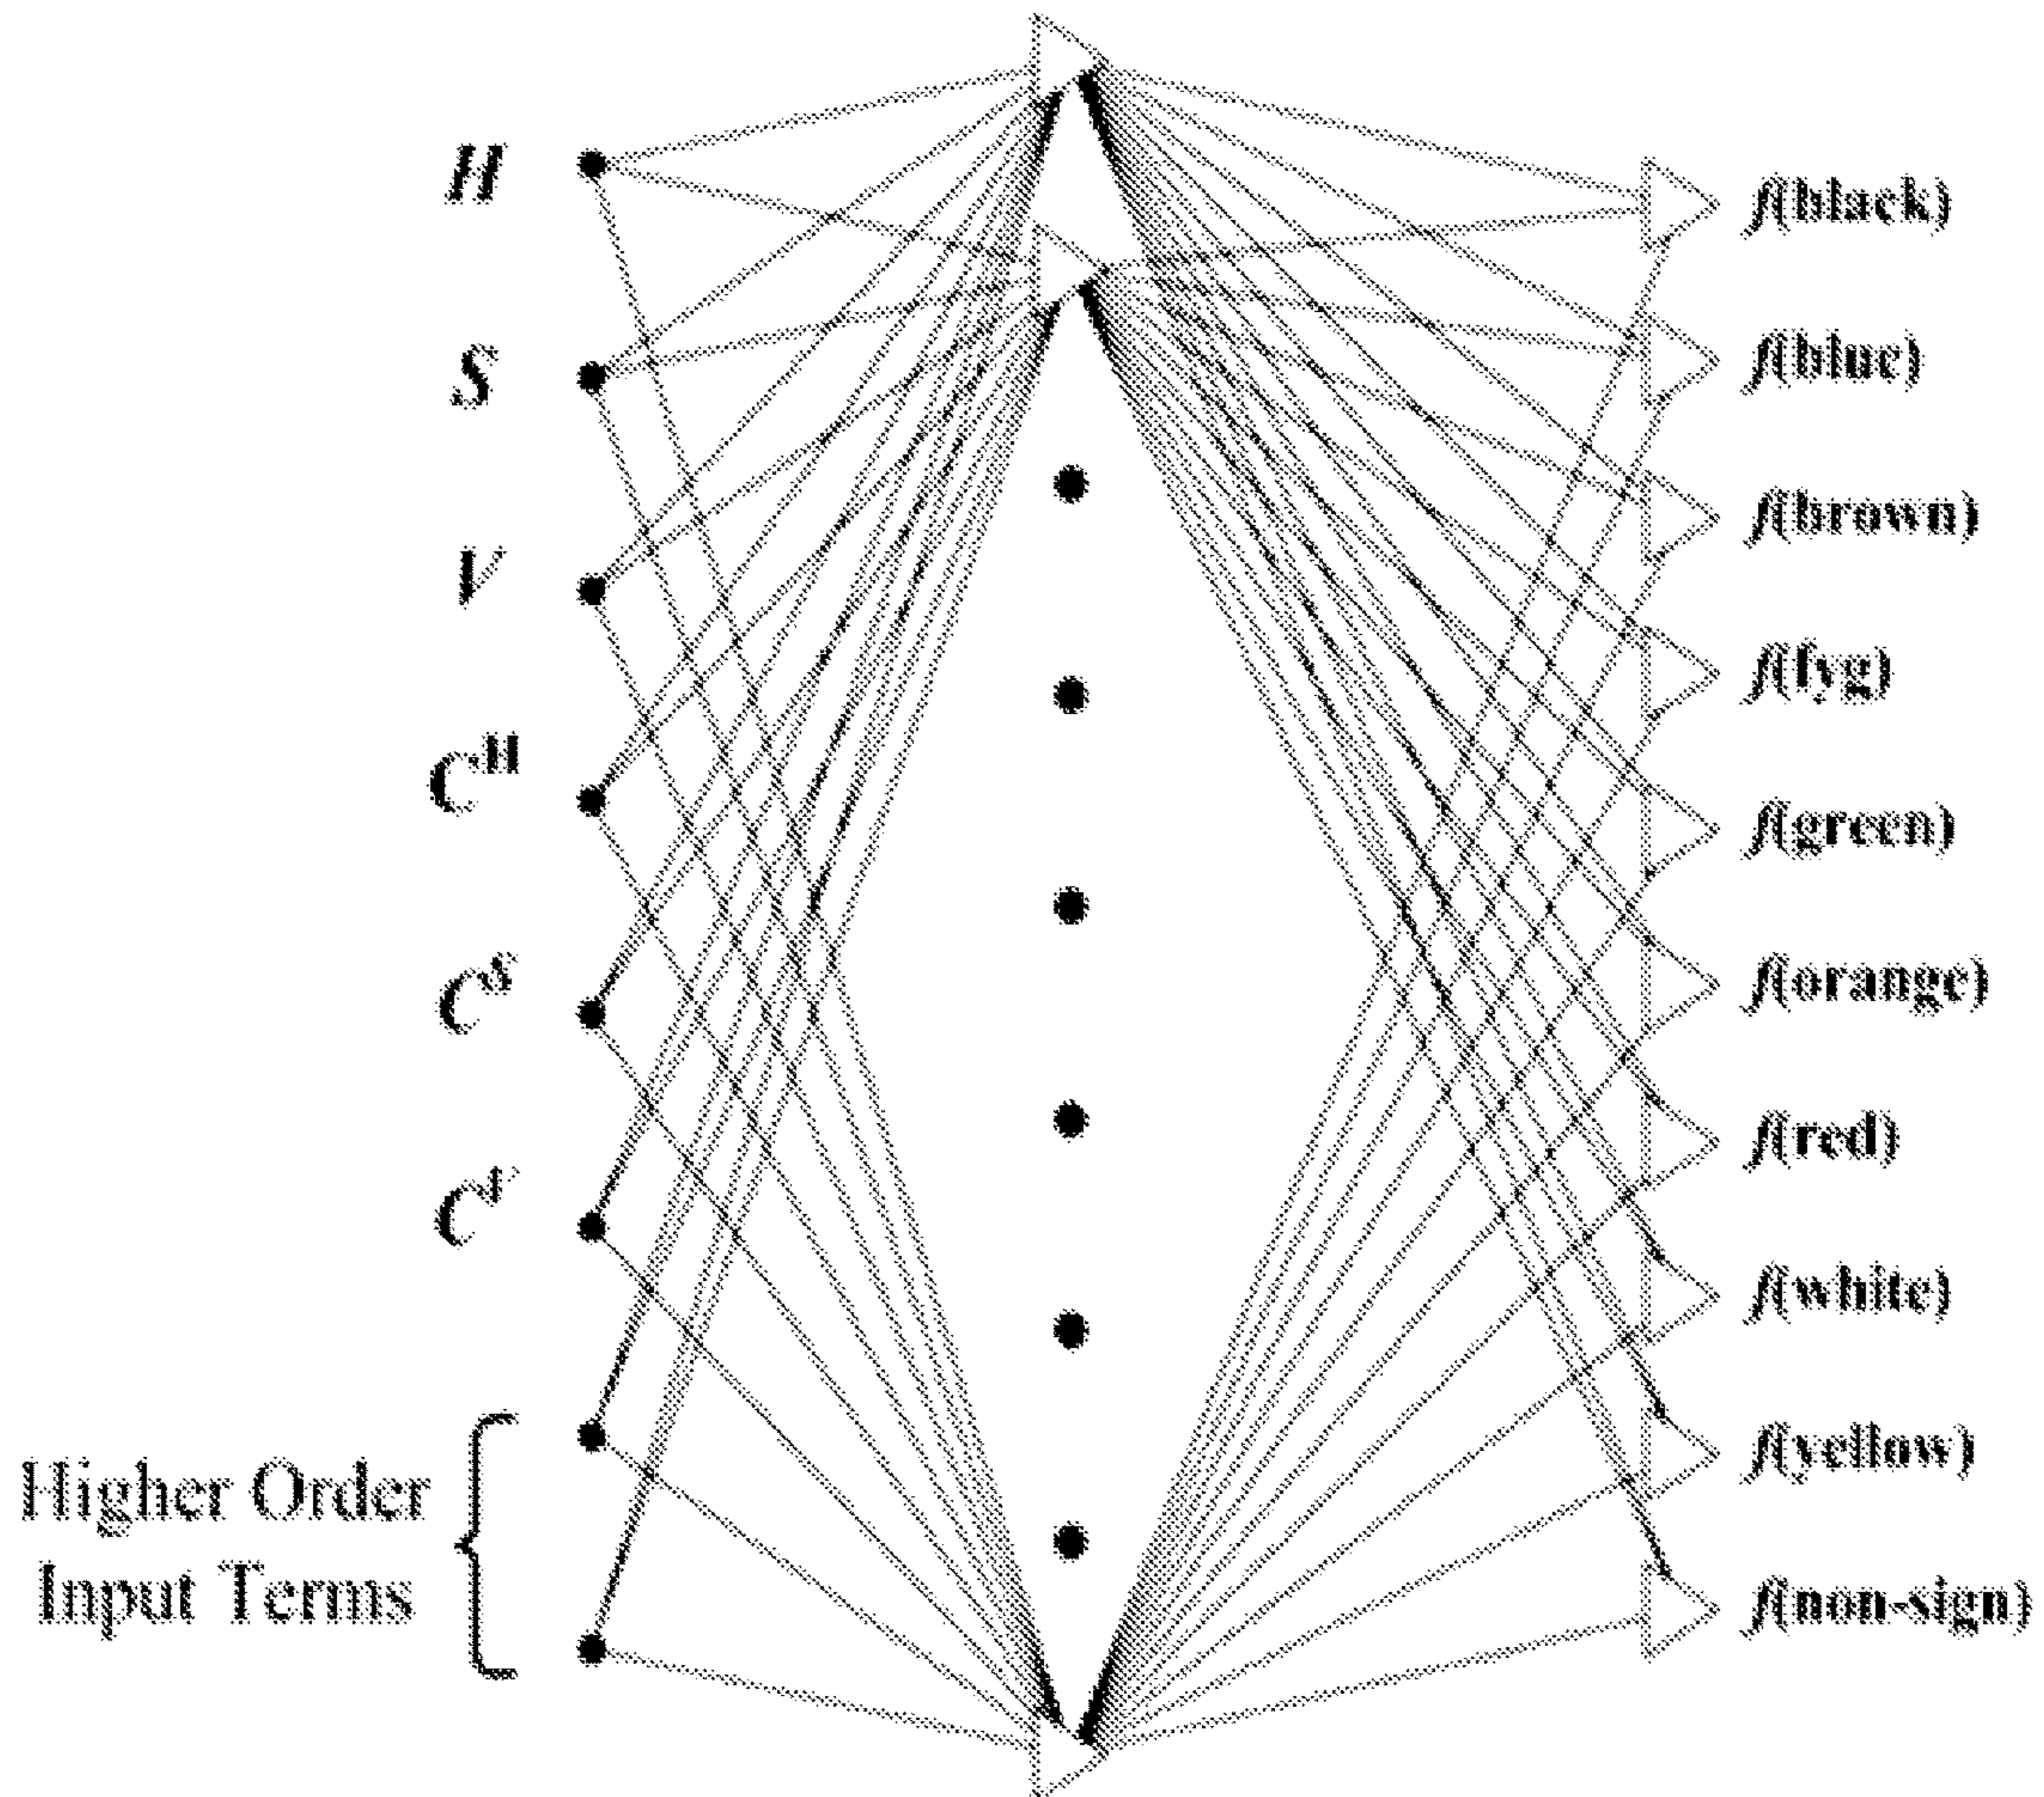 H
S
V
C^H
C^S
C^V
Higher Order
Input Terms
f(black)
f(blue)
f(brown)
f(fyg)
f(green)
f(orange)
f(red)
f(white)
f(yellow)
f(non-sign)